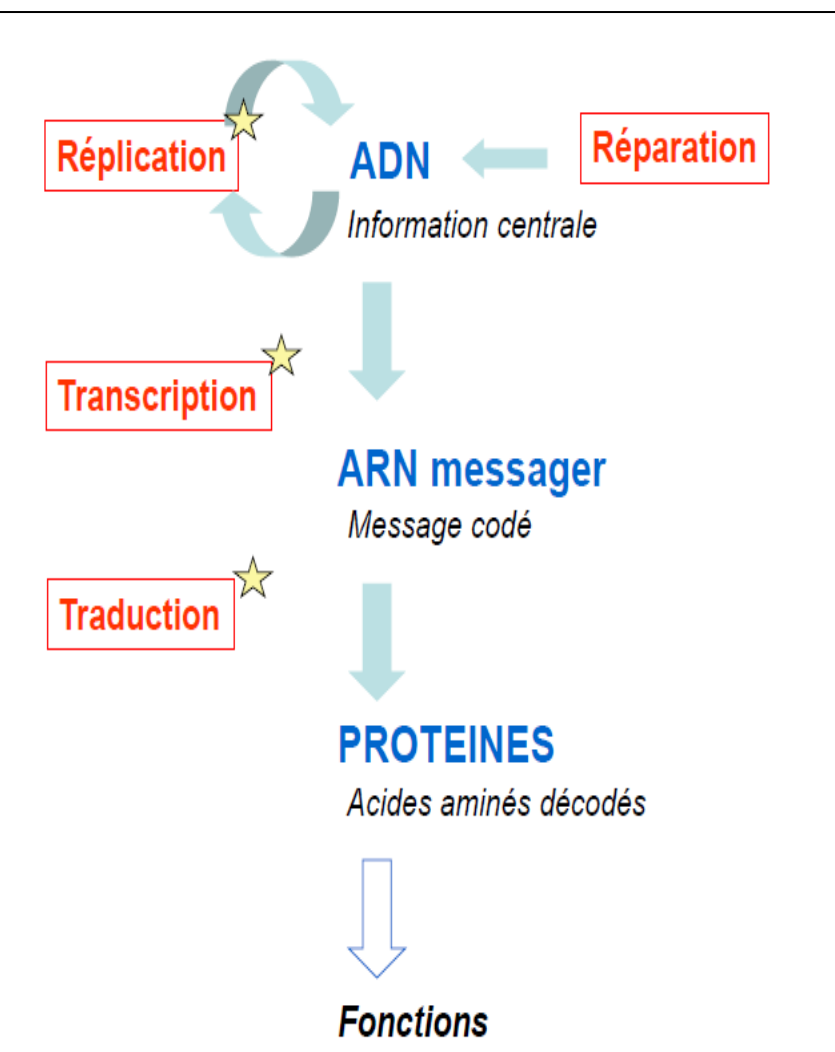 Réplication
ADN
Réparation
Information centrale
Transcription
ARN messager
Message codé
Traduction
PROTEINES
Acides aminés décodés
Fonctions